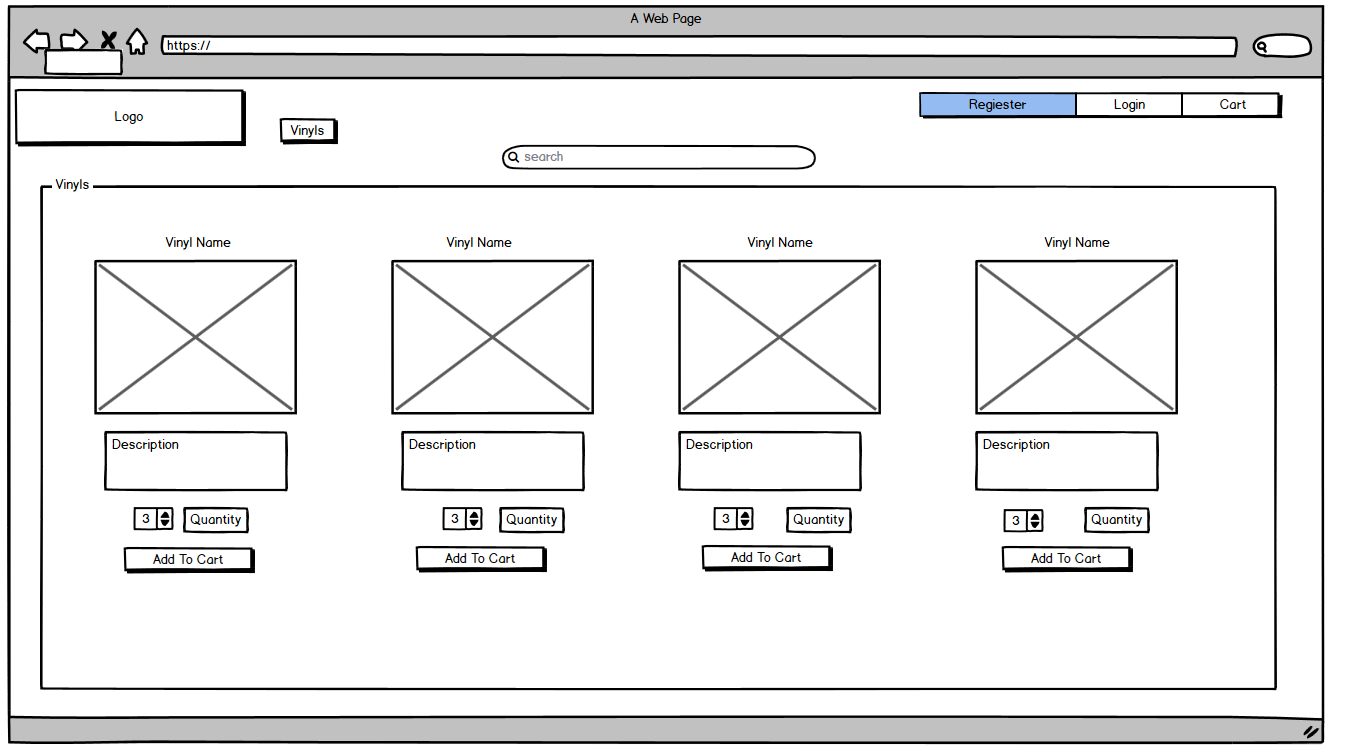 A Web Page
https://
Logo
Regiester Login Cart
Vinyls
search
Vinyls
Vinyl Name Vinyl Name Vinyl Name Vinyl Name
Description Description Description Description
3 Quantity 3 Quantity 3 Quantity 3 Quantity
Add To Cart Add To Cart Add To Cart Add To Cart